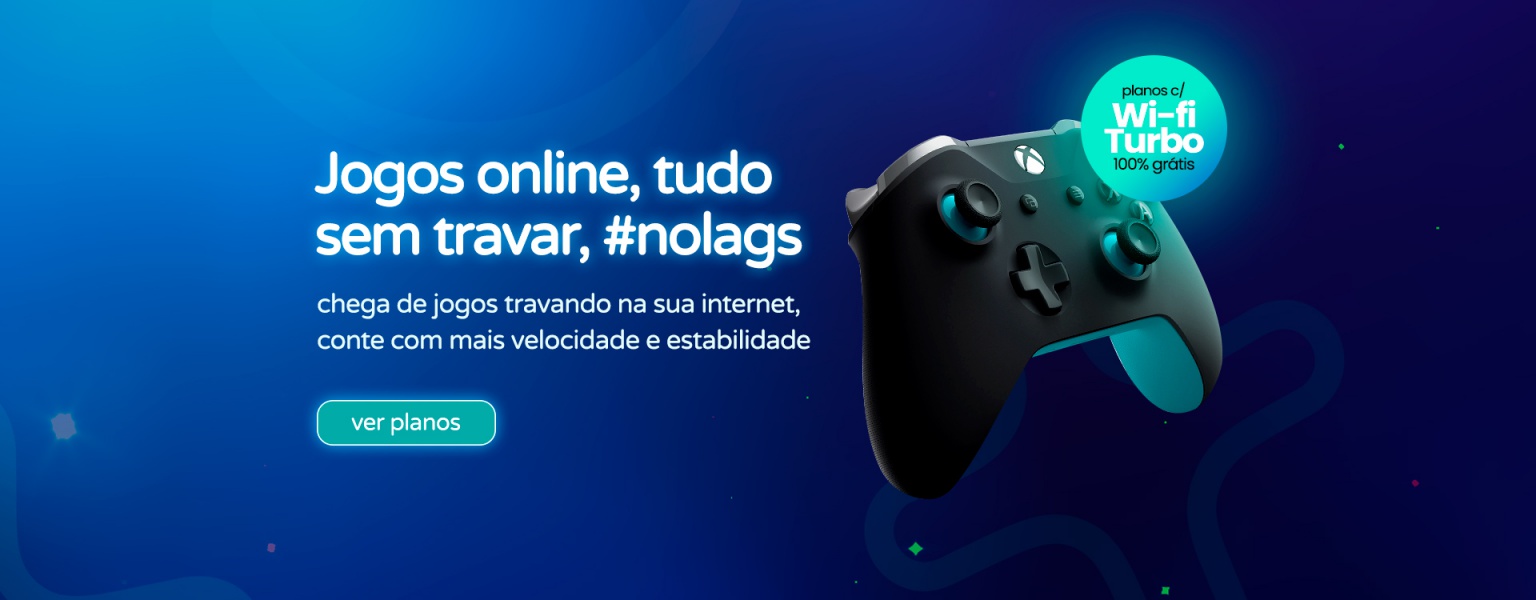 Jogos online, tudo
sem travar, #nolags
chega de jogos travando na sua internet,
conte com mais velocidade e estabilidade
ver planos
planos c/
Wi-fi
Turbo
100% grátis